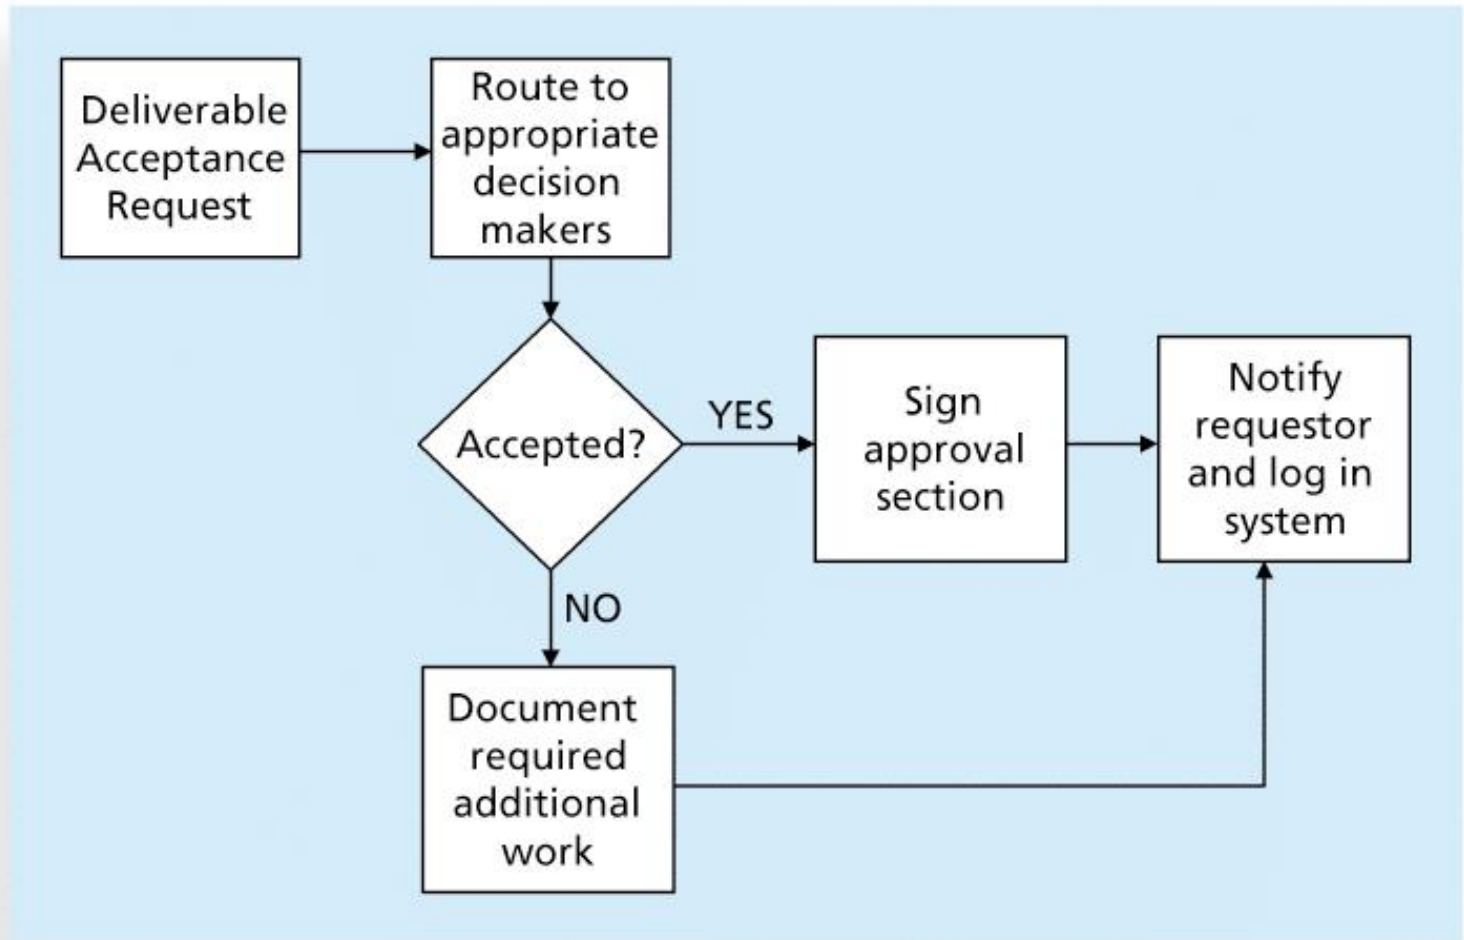 Deliverable
Acceptance
Request
Route to
appropriate
decision
makers
Accepted?
YES
Sign
approval
section
Notify
requestor
and log in
system
NO
Document
required
additional
work